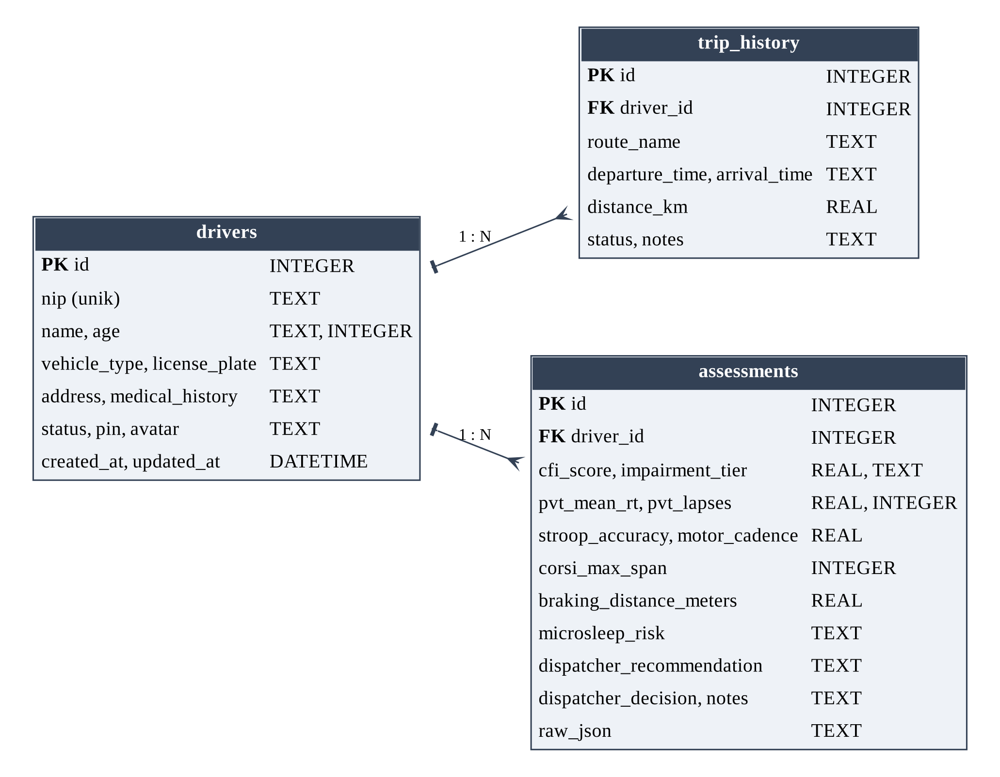 trip_history
PK id INTEGER
FK driver_id INTEGER
route_name TEXT
departure_time, arrival_time TEXT
distance_km REAL
status, notes TEXT
1 : N
drivers
PK id INTEGER
nip (unik) TEXT
name, age TEXT, INTEGER
vehicle_type, license_plate TEXT
address, medical_history TEXT
status, pin, avatar TEXT
created_at, updated_at DATETIME
1 : N
assessments
PK id INTEGER
FK driver_id INTEGER
cfi_score, impairment_tier REAL, TEXT
pvt_mean_rt, pvt_lapses REAL, INTEGER
stroop_accuracy, motor_cadence REAL
corsi_max_span INTEGER
braking_distance_meters REAL
microsleep_risk TEXT
dispatcher_recommendation TEXT
dispatcher_decision, notes TEXT
raw_json TEXT